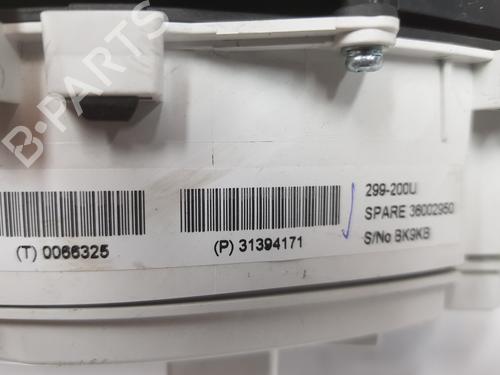 B-PARTS
299-200U
SPARE 36002950
(T) 0066325
(P) 31394171
S/No BK9KB